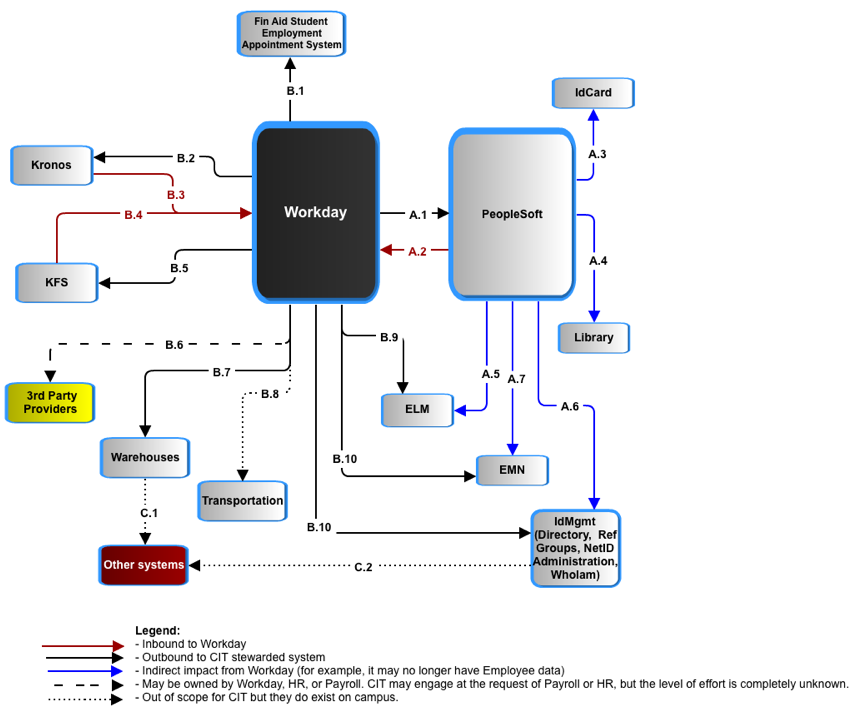 Fin Aid Student
Employment
Appointment System
B.1
IdCard
A.3
Kronos
B.2
B.3
B.4
Workday
A.1
PeopleSoft
A.2
A.4
B.5
KFS
Library
B.6
B.9
B.7
A.5
A.7
B.8
3rd Party
Providers
ELM
A.6
Warehouses
B.10
EMN
Transportation
C.1
B.10
IdMgmt
(Directory, Ref
Groups, NetID
Administration,
WhoIam)
Other systems
C.2
Legend:
- Inbound to Workday
- Outbound to CIT stewarded system
- Indirect impact from Workday (for example, it may no longer have Employee data)
- May be owned by Workday, HR, or Payroll. CIT may engage at the request of Payroll or HR, but the level of effort is completely unknown.
- Out of scope for CIT but they do exist on campus.